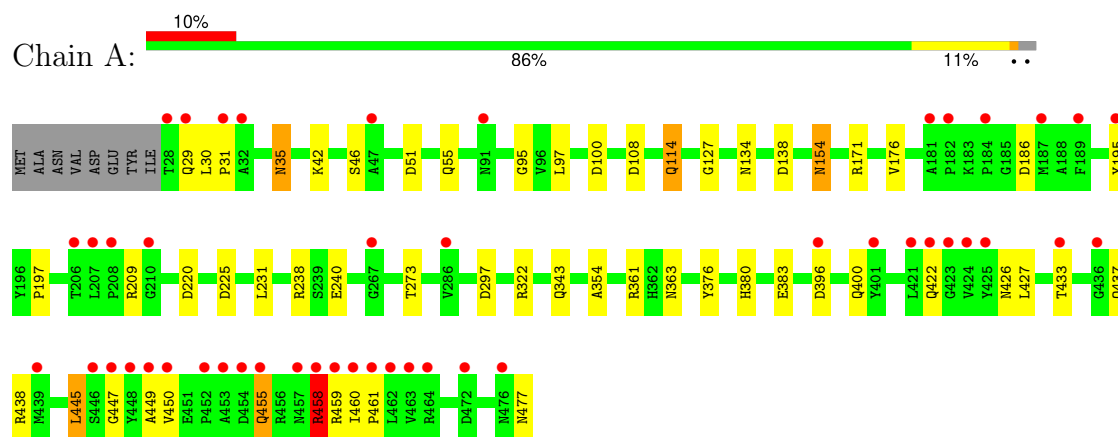 10%
Chain A:
86% 11% • •
MET ALA ASN VAL ASP GLU TYR ILE T28 Q29 L30 P31 A32 N35 K42 S46 A47 D51 Q55 N91 G95 V96 L97 D100 D108 Q114 G127 N134 D138 N154 R171 V176 A181 P182 K183 P184 G185 D186 M187 A188 F189
Y196 P197 T206 L207 P208 R209 G210 D220 D225 L231 R238 S239 E240 G267 T273 V286 D297 R322 Q343 A354 R361 H362 N363 Y376 H380 E383 D396 Q400 Y401 L421 Q422 G423 V424 Y425 N426 L427 T433 G436
R438 M439 L445 S446 G447 Y448 A449 V450 E451 P452 A453 D454 Q455 R456 N457 R458 R459 I460 P461 L462 V463 R464 D472 N476 N477